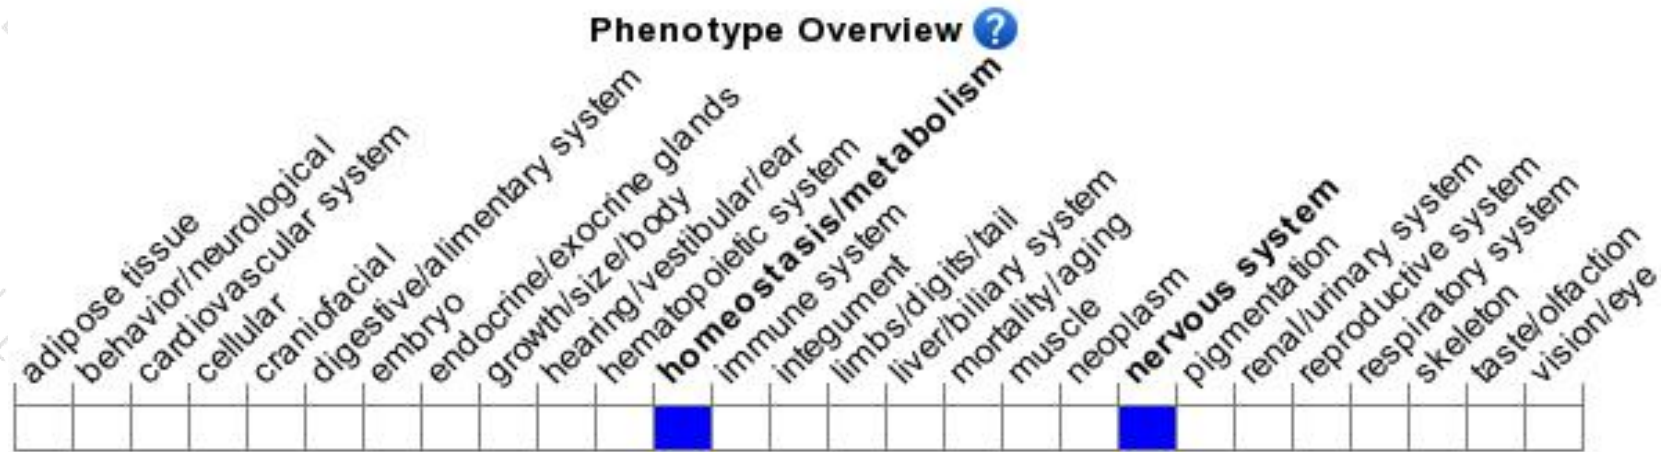 Phenotype Overview ?
adipose tissue
behavior/neurological
cardiovascular system
cellular
craniofacial
digestive/alimentary system
embryo
endocrine/exocrine glands
growth/size/body
hearing/vestibular/ear
hematopoietic system
homeostasis/metabolism
immune system
integument
limbs/digits/tail
liver/biliary system
mortality/aging
muscle
neoplasm
nervous system
pigmentation
renal/urinary system
reproductive system
respiratory system
skeleton
taste/olfaction
vision/eye